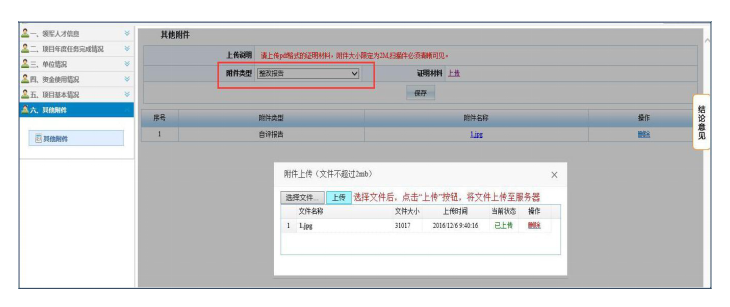 一、领军人才信息
二、项目年度任务完成情况
三、单位情况
四、资金使用情况
五、项目基本情况
六、其他附件
其他附件
其他附件
上传说明 请上传pdf格式的证明材料，附件大小限定为2M,扫描件必须清晰可见。
附件类型 整改报告 证明材料 上传
保存
序号 附件类型 附件名称 操作
1 自评报告 1.jpg 删除
结论意见
附件上传（文件不超过2mb） ×
选择文件... 上传 选择文件后，点击“上传”按钮，将文件上传至服务器
文件名称 文件大小 上传时间 当前状态 操作
1 1.jpg 31017 2016/12/6 9:40:16 已上传 删除